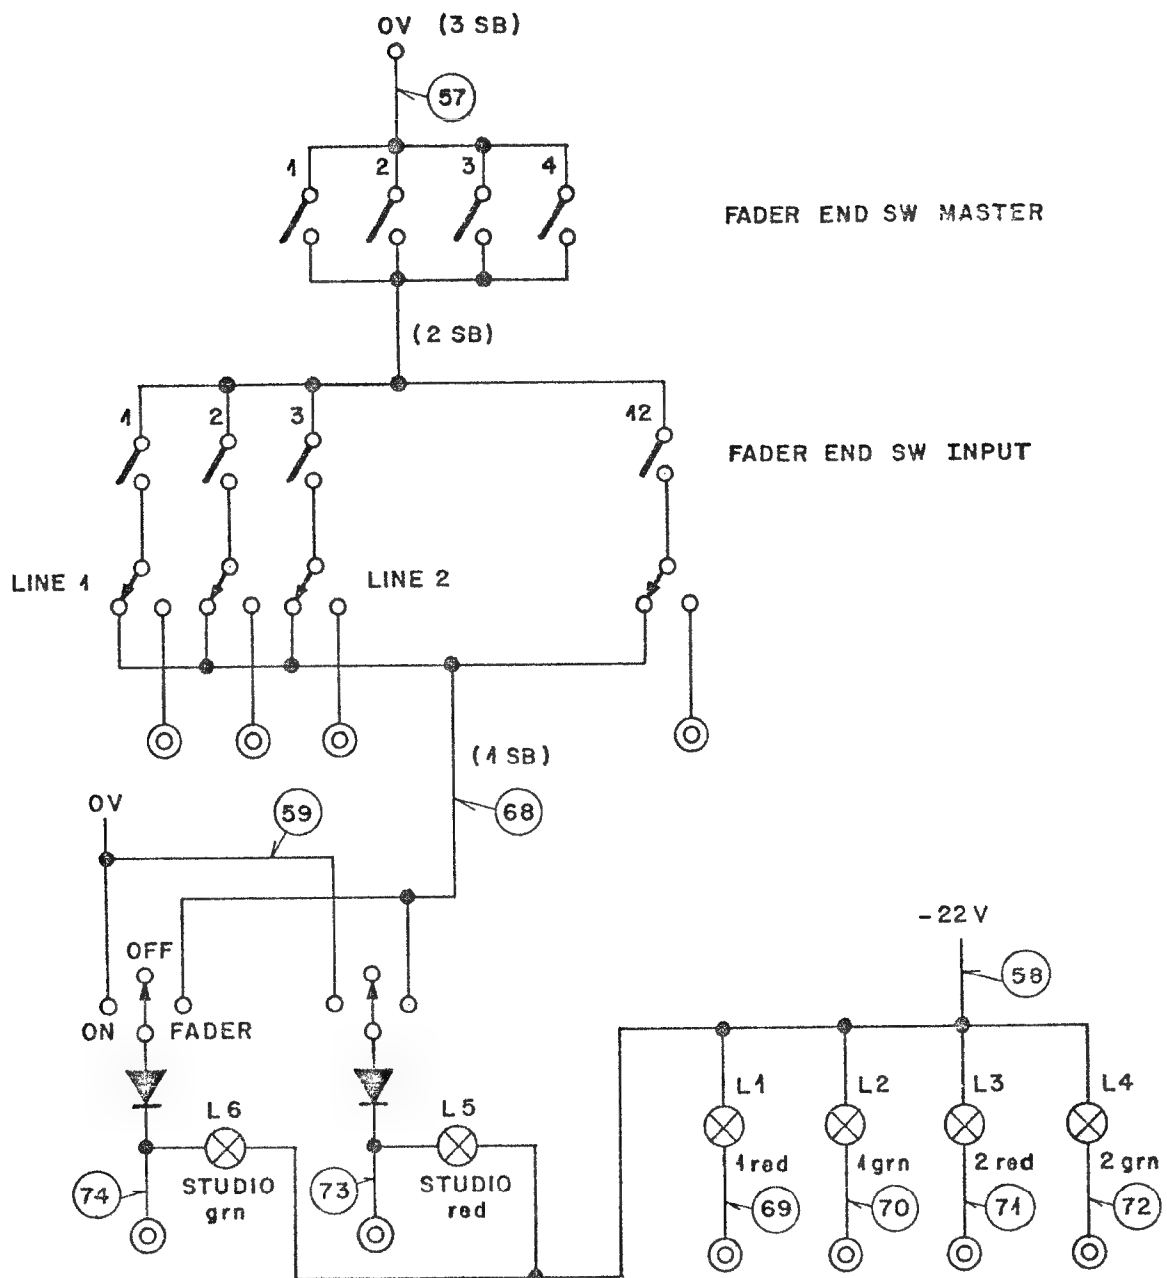 0V (3 SB)
57
1 2 3 4
FADER END SW MASTER
(2 SB)
1 2 3 12
FADER END SW INPUT
LINE 1 LINE 2
(1 SB)
0V 59 68
-22 V
OFF
58
ON FADER
L6 L5 L1 L2 L3 L4
STUDIO grn
STUDIO red
1 red 1 grn 2 red 2 grn
74 73 69 70 71 72